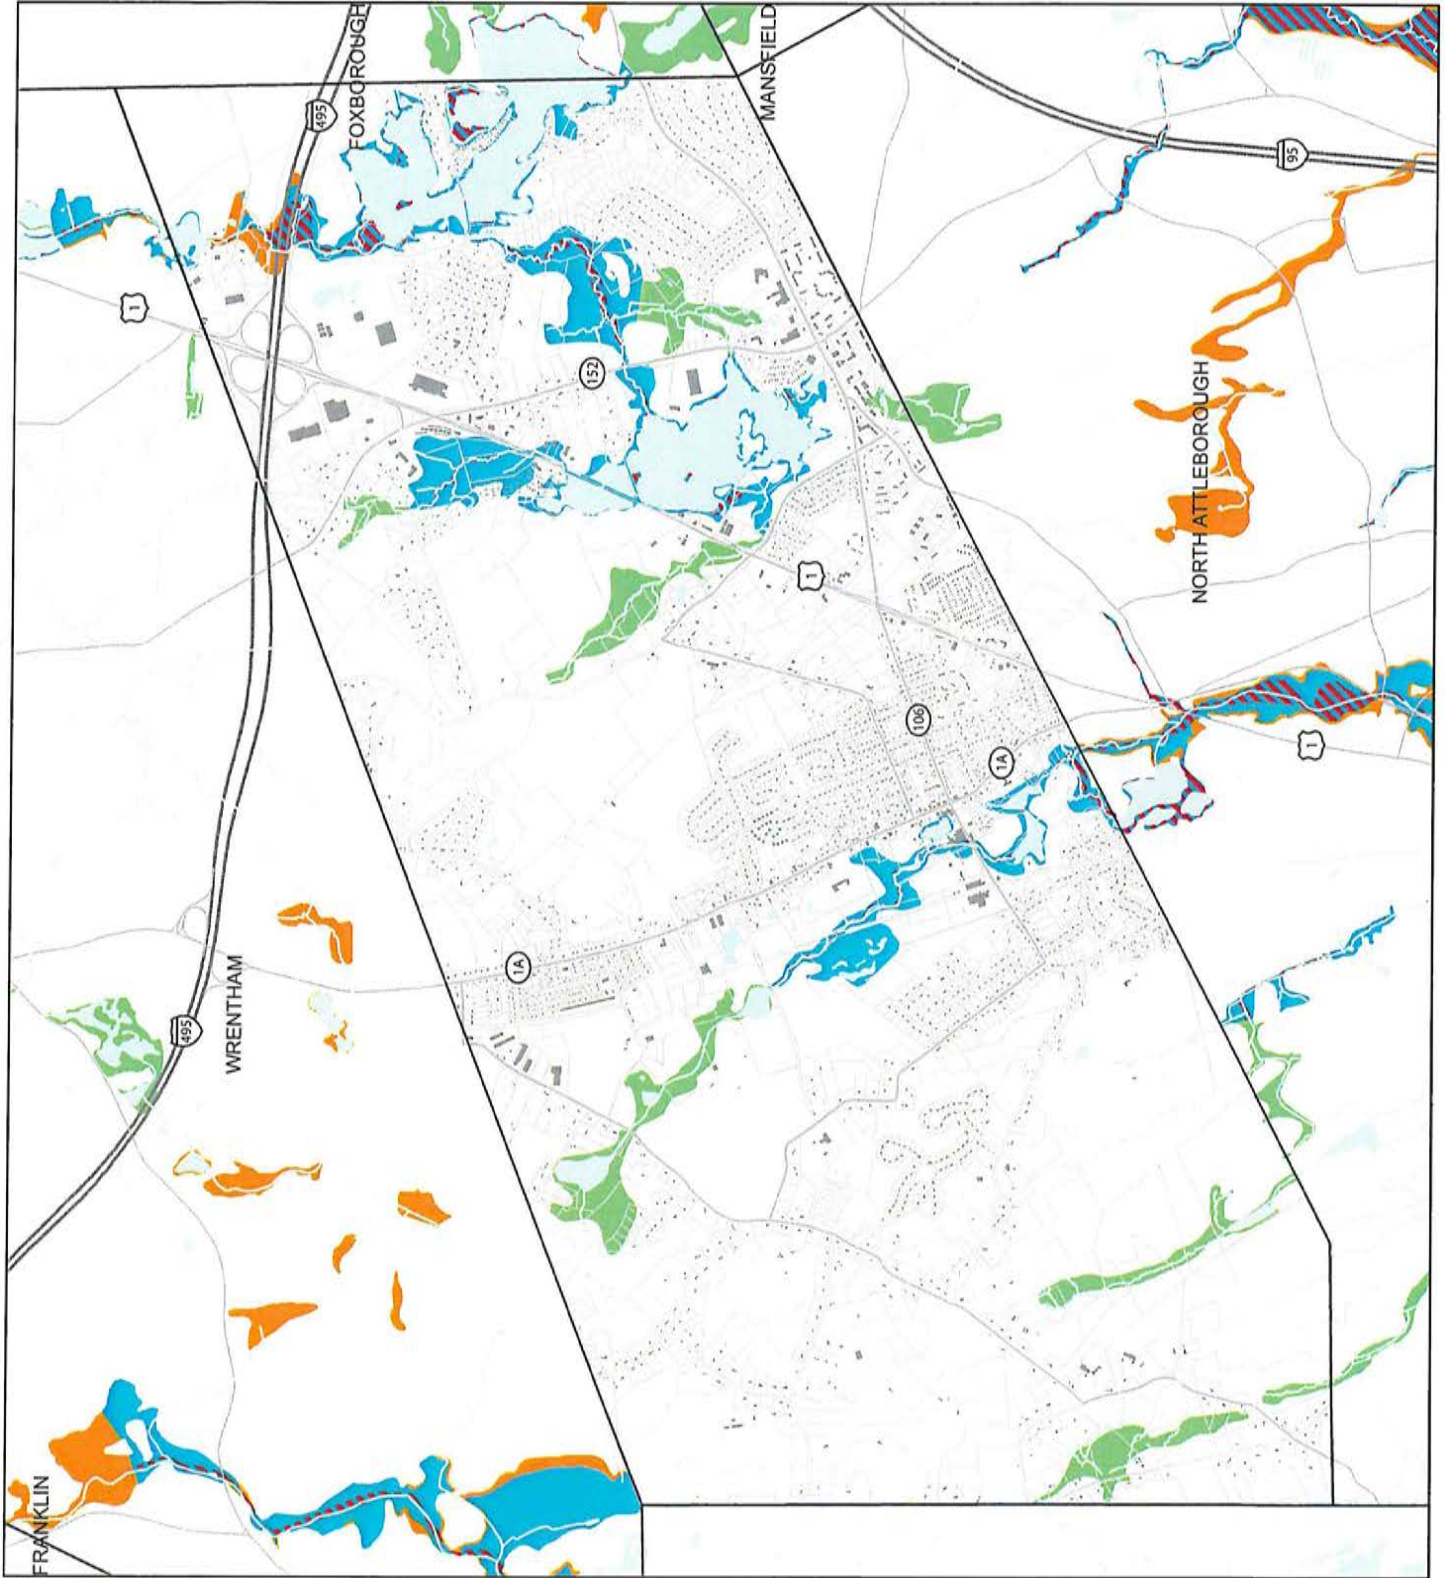 FOXBOROUGH
MANSFIELD
495
95
1
152
1
NORTH ATTLEBOROUGH
106
1A
1
1A
WRENTHAM
495
FRANKLIN